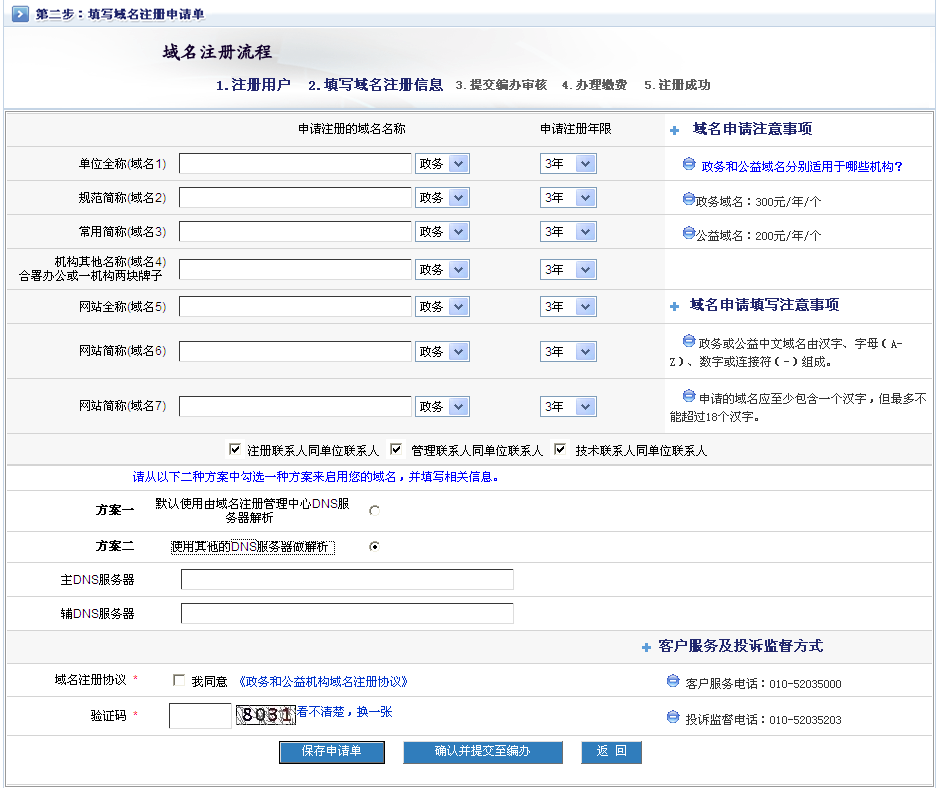 第二步：填写域名注册申请单
域名注册流程
1.注册用户 2.填写域名注册信息 3.提交编办审核 4.办理缴费 5.注册成功
申请注册的域名名称 申请注册年限
单位全称(域名1) 政务 3年
规范简称(域名2) 政务 3年
常用简称(域名3) 政务 3年
机构其他名称(域名4)
合署办公或一机构两块牌子 政务 3年
网站全称(域名5) 政务 3年
网站简称(域名6) 政务 3年
网站简称(域名7) 政务 3年
域名申请注意事项
政务和公益域名分别适用于哪些机构?
政务域名：300元/年/个
公益域名：200元/年/个
域名申请填写注意事项
政务或公益中文域名由汉字、字母(A-
Z)、数字或连接符(-)组成。
申请的域名应至少包含一个汉字，但最多不
能超过18个汉字。
注册联系人同单位联系人 管理联系人同单位联系人 技术联系人同单位联系人
请从以下二种方案中勾选一种方案来启用您的域名，并填写相关信息。
方案一 默认使用由域名注册管理中心DNS服
务器解析
方案二 使用其他的DNS服务器做解析
主DNS服务器
辅DNS服务器
客户服务及投诉监督方式
域名注册协议 * 我同意 《政务和公益机构域名注册协议》
客户服务电话：010-52035000
验证码 * 8031 看不清楚，换一张
投诉监督电话：010-52035203
保存申请单 确认并提交至编办 返 回